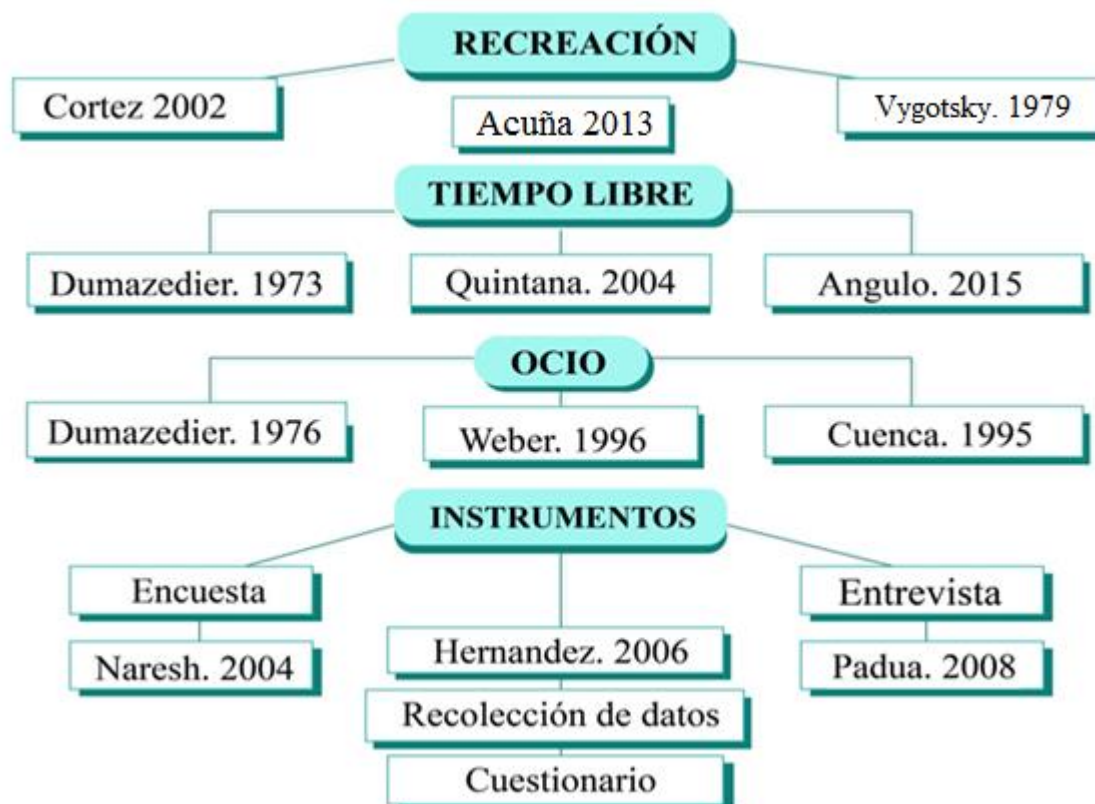 RECREACIÓN
Cortez 2002
Acuña 2013
Vygotsky. 1979
TIEMPO LIBRE
Dumazedier. 1973
Quintana. 2004
Angulo. 2015
OCIO
Dumazedier. 1976
Weber. 1996
Cuenca. 1995
INSTRUMENTOS
Encuesta
Entrevista
Naresh. 2004
Hernandez. 2006
Padua. 2008
Recolección de datos
Cuestionario